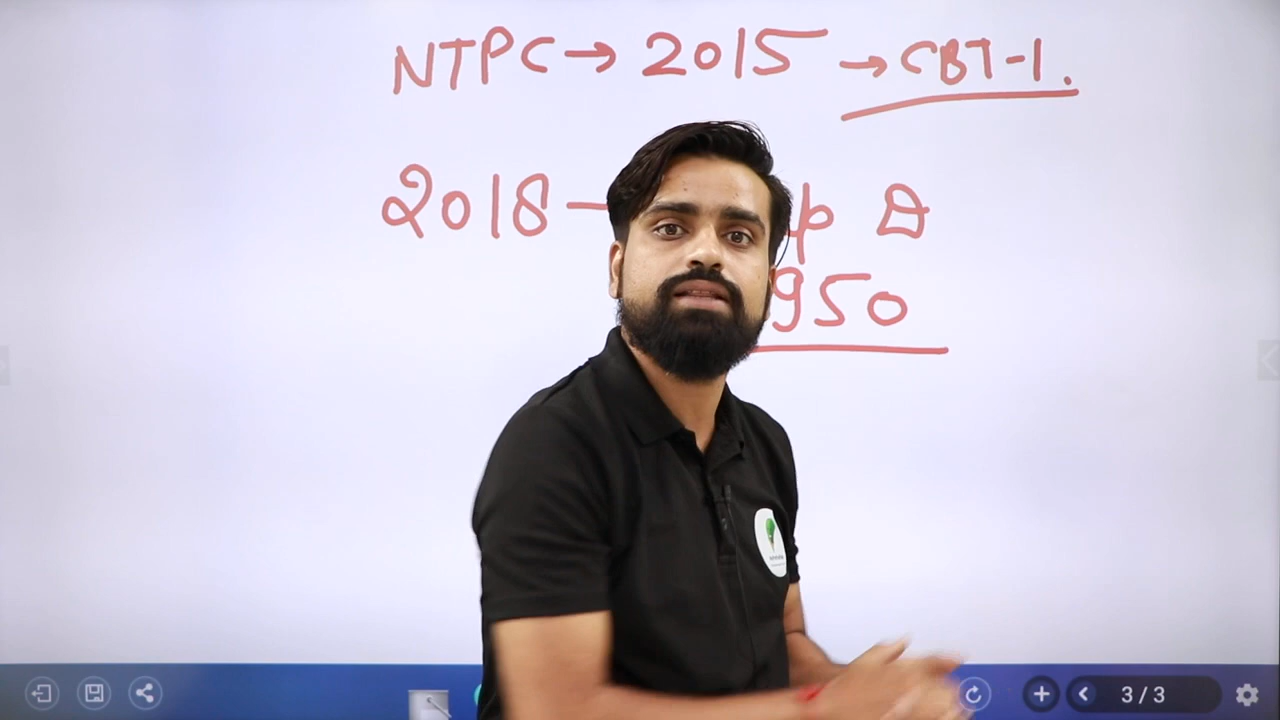 NTPC → 2015 → CBT-1.
2018 – p D
950
3 / 3